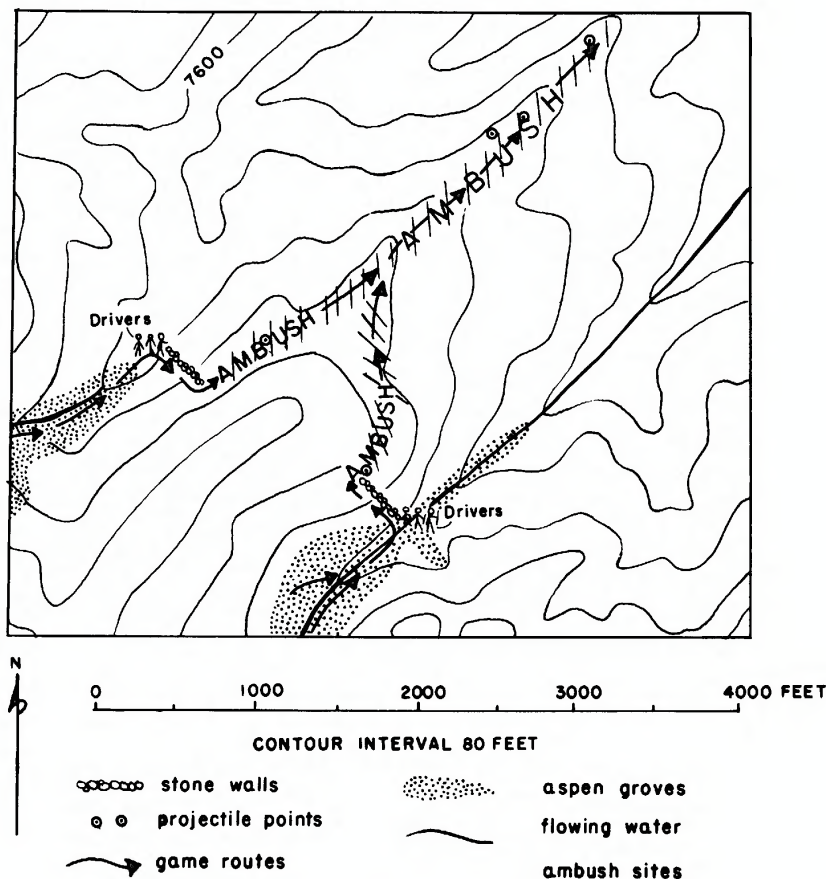 7600
AMBUSH
Drivers
AMBUSH
AMBUSH
Drivers
N
0 1000 2000 3000 4000 FEET
CONTOUR INTERVAL 80 FEET
stone walls
aspen groves
projectile points
flowing water
game routes
ambush sites